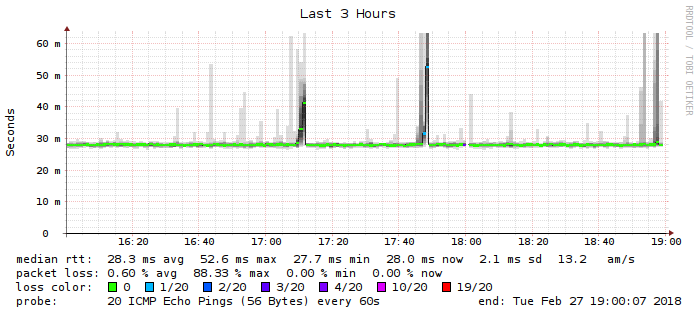 Last 3 Hours
RRDTOOL / TOBI OETIKER
Seconds
60 m
50 m
40 m
30 m
20 m
10 m
0
16:20 16:40 17:00 17:20 17:40 18:00 18:20 18:40 19:00
median rtt: 28.3 ms avg 52.6 ms max 27.7 ms min 28.0 ms now 2.1 ms sd 13.2 am/s
packet loss: 0.60 % avg 88.33 % max 0.00 % min 0.00 % now
loss color: 0 1/20 2/20 3/20 4/20 10/20 19/20
probe: 20 ICMP Echo Pings (56 Bytes) every 60s end: Tue Feb 27 19:00:07 2018